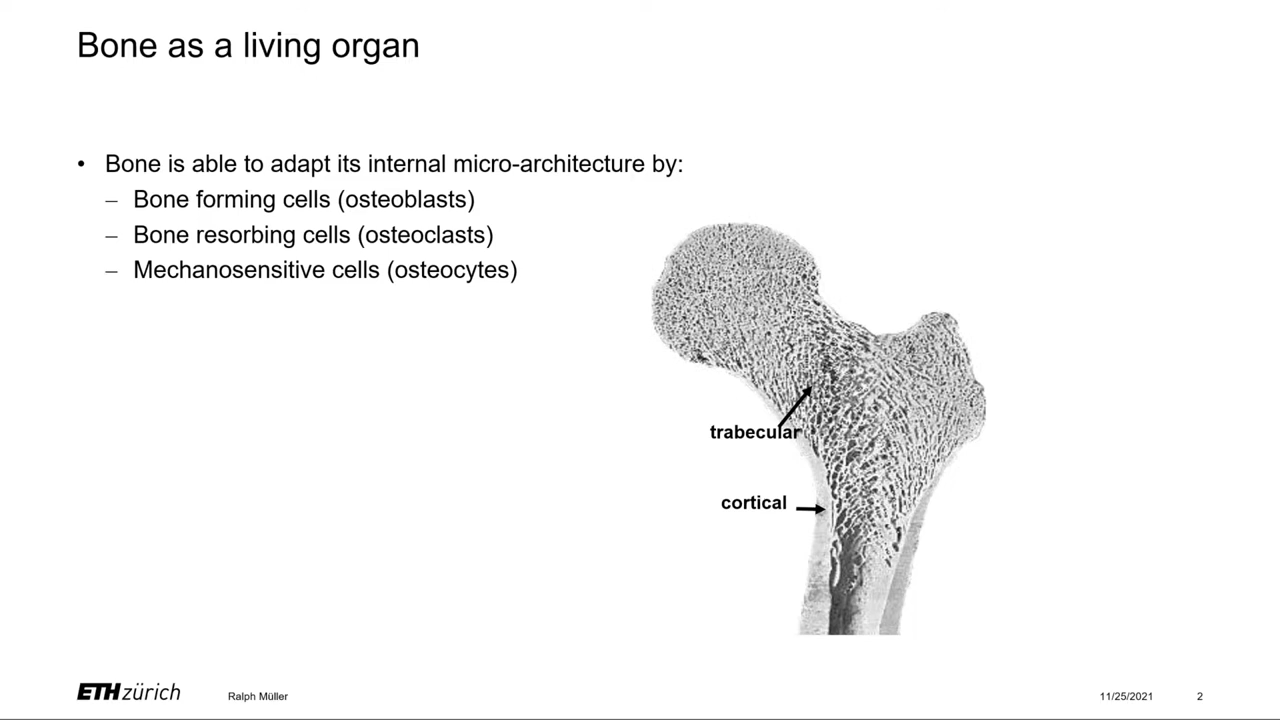 Bone as a living organ
• Bone is able to adapt its internal micro-architecture by:
– Bone forming cells (osteoblasts)
– Bone resorbing cells (osteoclasts)
– Mechanosensitive cells (osteocytes)
trabecular
cortical
ETH zürich Ralph Müller 11/25/2021 2